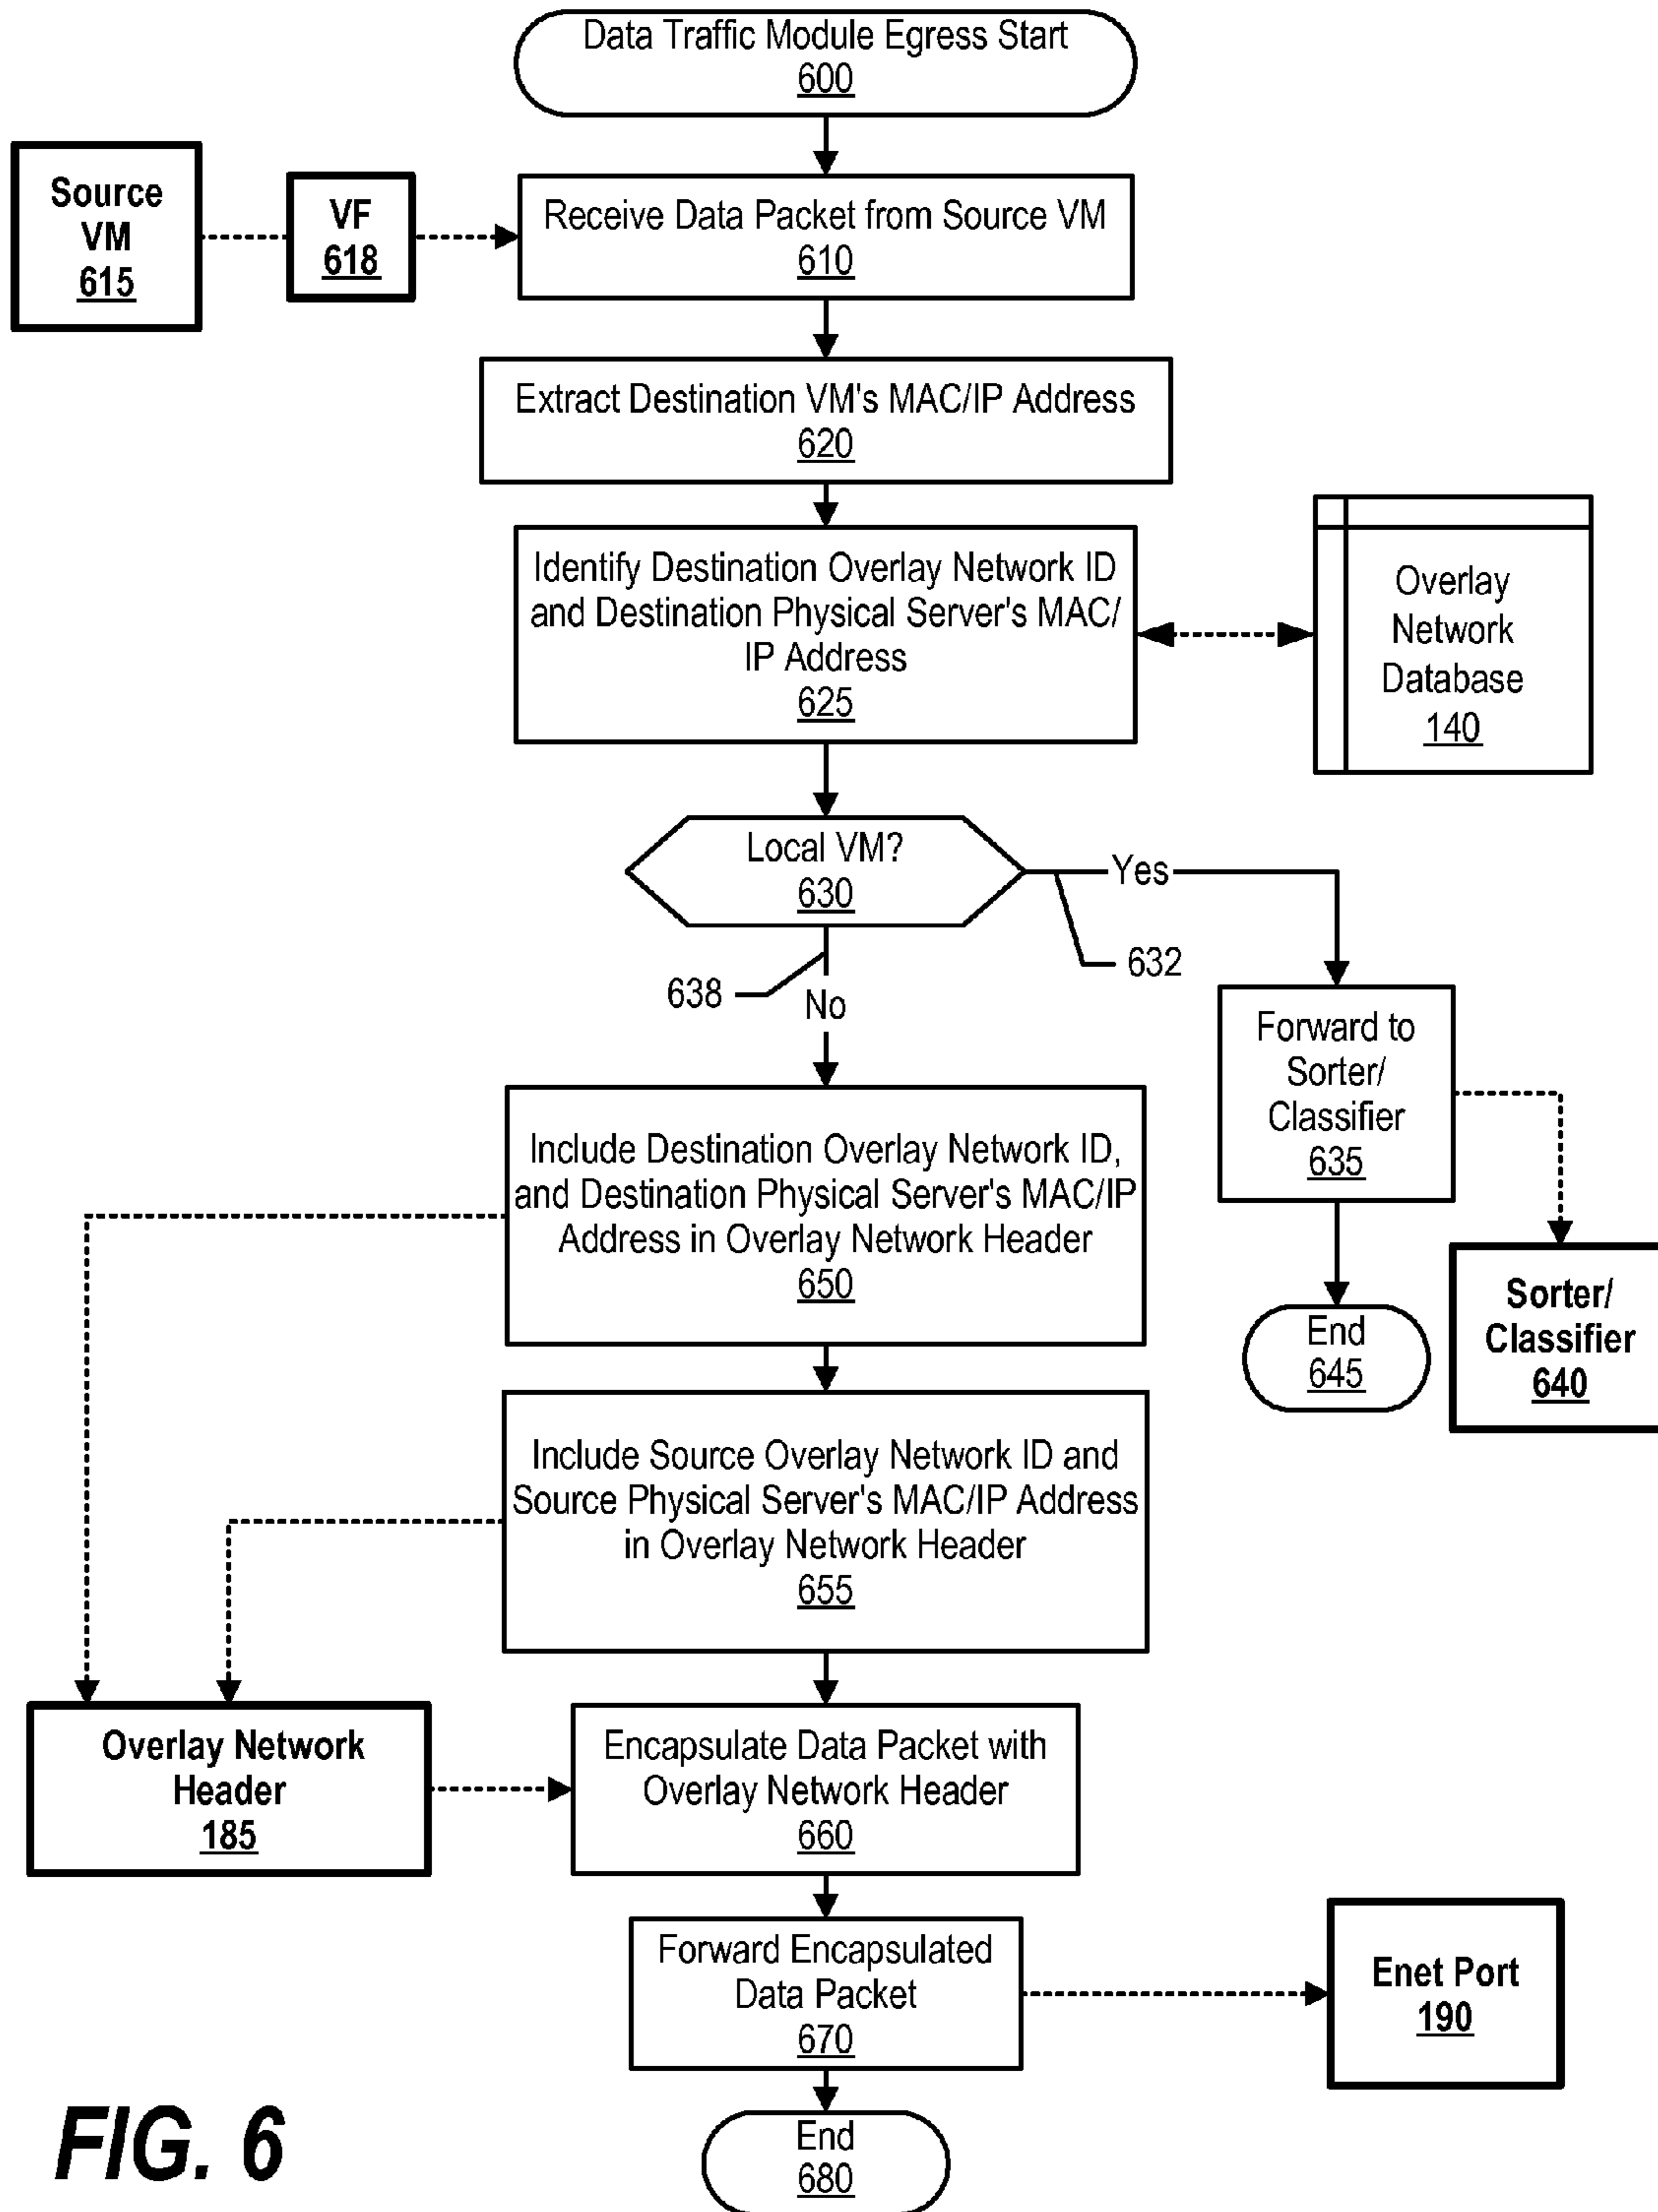 Data Traffic Module Egress Start
600
Source
VM
615
VF
618
Receive Data Packet from Source VM
610
Extract Destination VM's MAC/IP Address
620
Identify Destination Overlay Network ID
and Destination Physical Server's MAC/
IP Address
625
Overlay
Network
Database
140
Local VM?
630
Yes
632
638
No
Forward to
Sorter/
Classifier
635
Include Destination Overlay Network ID,
and Destination Physical Server's MAC/IP
Address in Overlay Network Header
650
Sorter/
Classifier
640
End
645
Include Source Overlay Network ID and
Source Physical Server's MAC/IP Address
in Overlay Network Header
655
Overlay Network
Header
185
Encapsulate Data Packet with
Overlay Network Header
660
Forward Encapsulated
Data Packet
670
Enet Port
190
End
680
FIG. 6